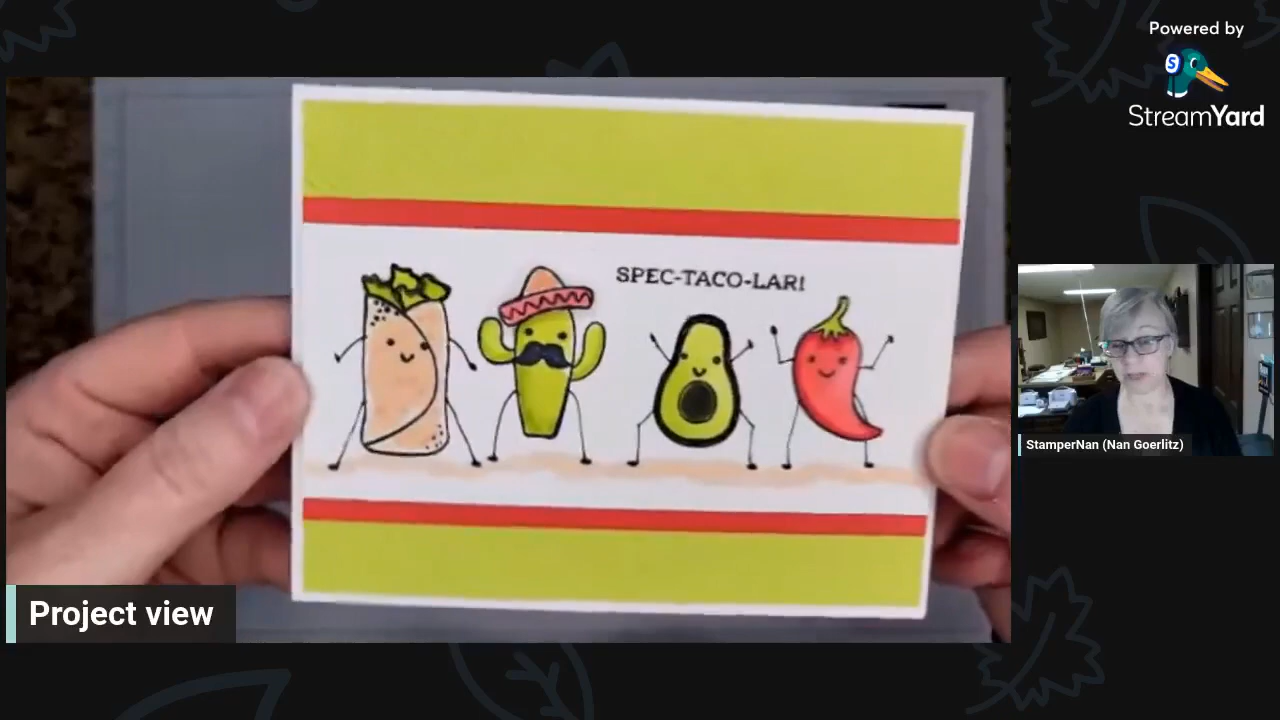 Powered by
S
StreamYard
SPEC-TACO-LAR!
StamperNan (Nan Goerlitz)
Project view